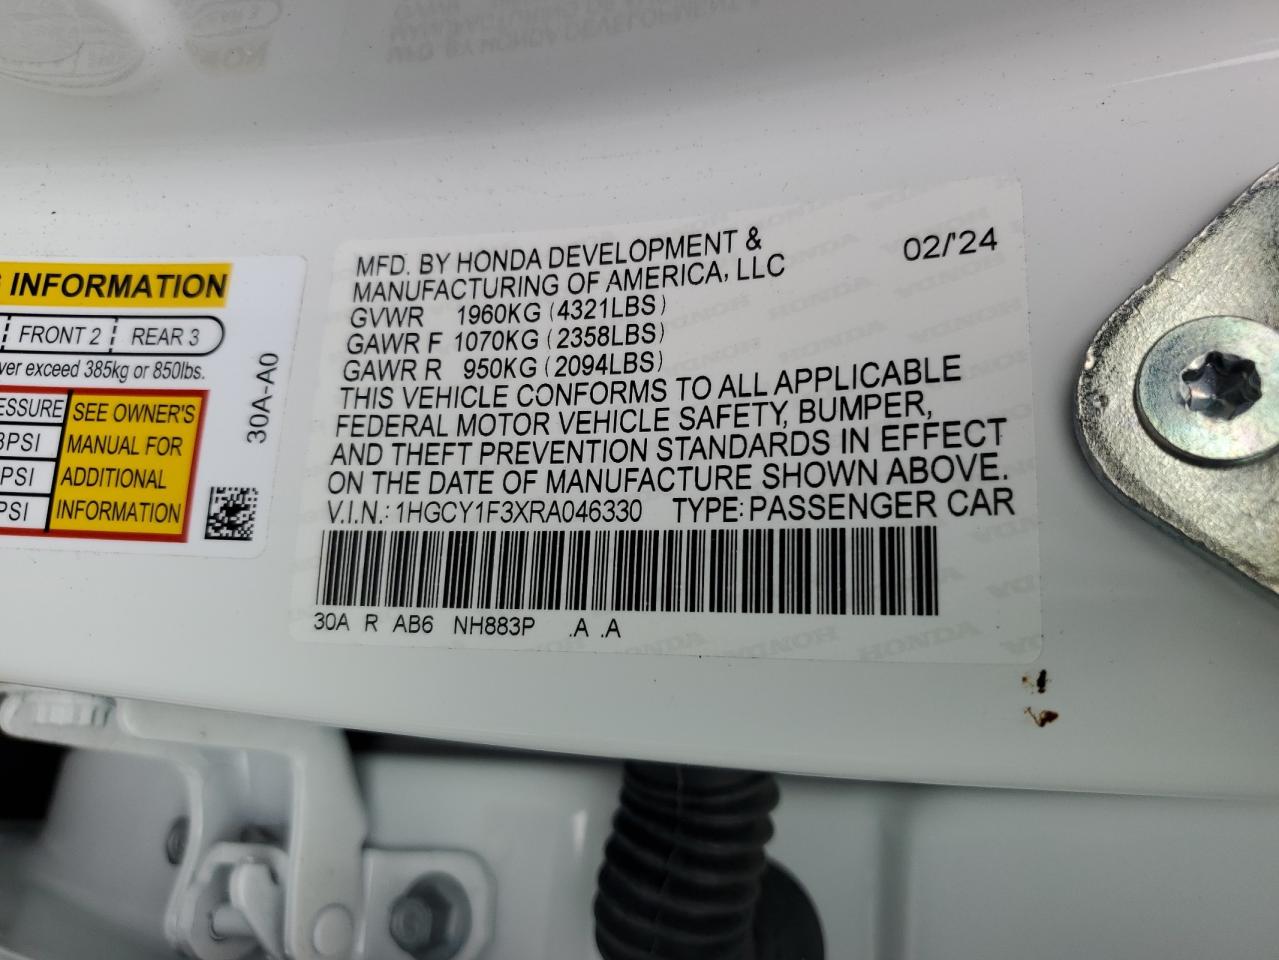 INFORMATION
FRONT 2 REAR 3
ver exceed 385kg or 850lbs.
ESSURE
PSI
PSI
PSI
SEE OWNER'S
MANUAL FOR
ADDITIONAL
INFORMATION
30A-A0
MFD. BY HONDA DEVELOPMENT & 02/'24
MANUFACTURING OF AMERICA, LLC
GVWR 1960KG (4321LBS)
GAWR F 1070KG (2358LBS)
GAWR R 950KG (2094LBS)
THIS VEHICLE CONFORMS TO ALL APPLICABLE
FEDERAL MOTOR VEHICLE SAFETY, BUMPER,
AND THEFT PREVENTION STANDARDS IN EFFECT
ON THE DATE OF MANUFACTURE SHOWN ABOVE.
V.I.N.: 1HGCY1F3XRA046330 TYPE: PASSENGER CAR
30A R AB6 NH883P .A .A
HONDA